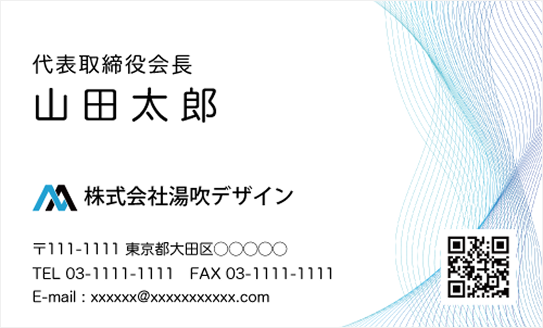 代表取締役会長
山田太郎
株式会社湯吹デザイン
〒111-1111 東京都大田区○○○○○
TEL 03-1111-1111 FAX 03-1111-1111
E-mail : xxxxxx@xxxxxxxxxxx.com